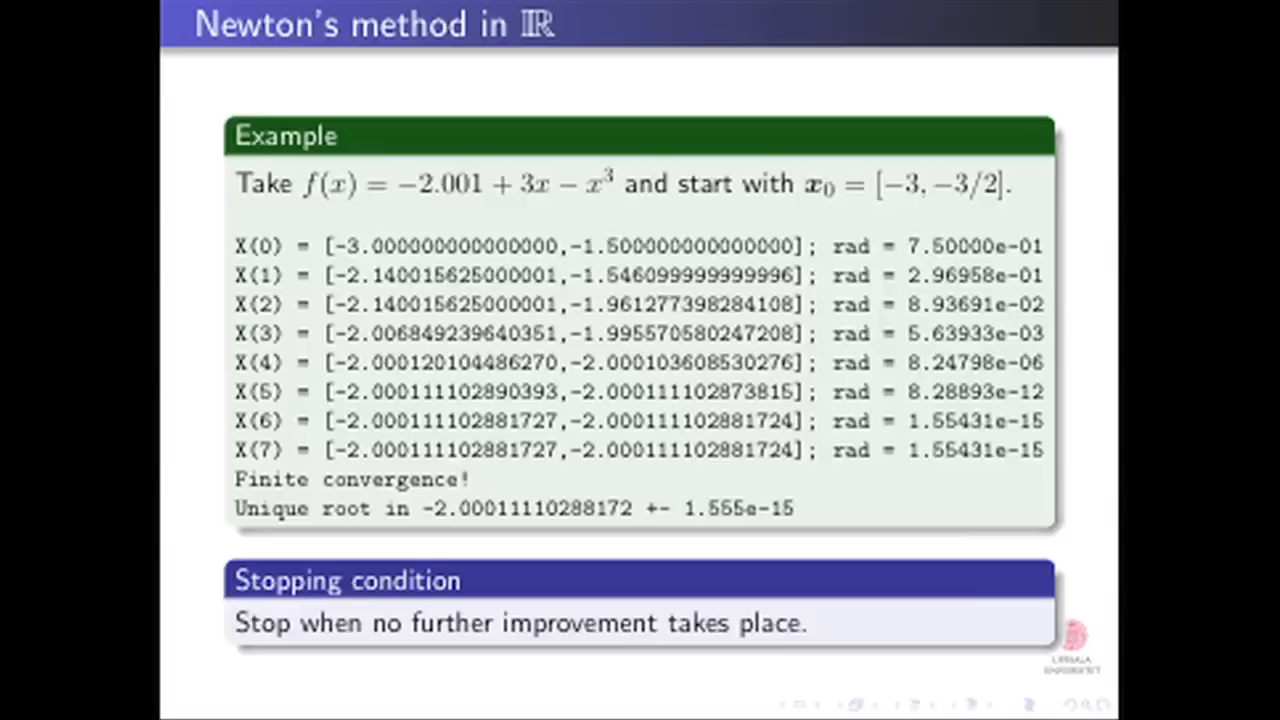 Newton's method in ℝ
Example
Take f(x) = −2.001 + 3x − x³ and start with x₀ = [−3, −3/2].
X(0) = [-3.000000000000000,-1.500000000000000]; rad = 7.50000e-01
X(1) = [-2.140015625000001,-1.546099999999996]; rad = 2.96958e-01
X(2) = [-2.140015625000001,-1.961277398284108]; rad = 8.93691e-02
X(3) = [-2.006849239640351,-1.995570580247208]; rad = 5.63933e-03
X(4) = [-2.000120104486270,-2.000103608530276]; rad = 8.24798e-06
X(5) = [-2.000111102890393,-2.000111102873815]; rad = 8.28893e-12
X(6) = [-2.000111102881727,-2.000111102881724]; rad = 1.55431e-15
X(7) = [-2.000111102881727,-2.000111102881724]; rad = 1.55431e-15
Finite convergence!
Unique root in -2.00011110288172 +- 1.555e-15
Stopping condition
Stop when no further improvement takes place.
UPPSALA
UNIVERSITET